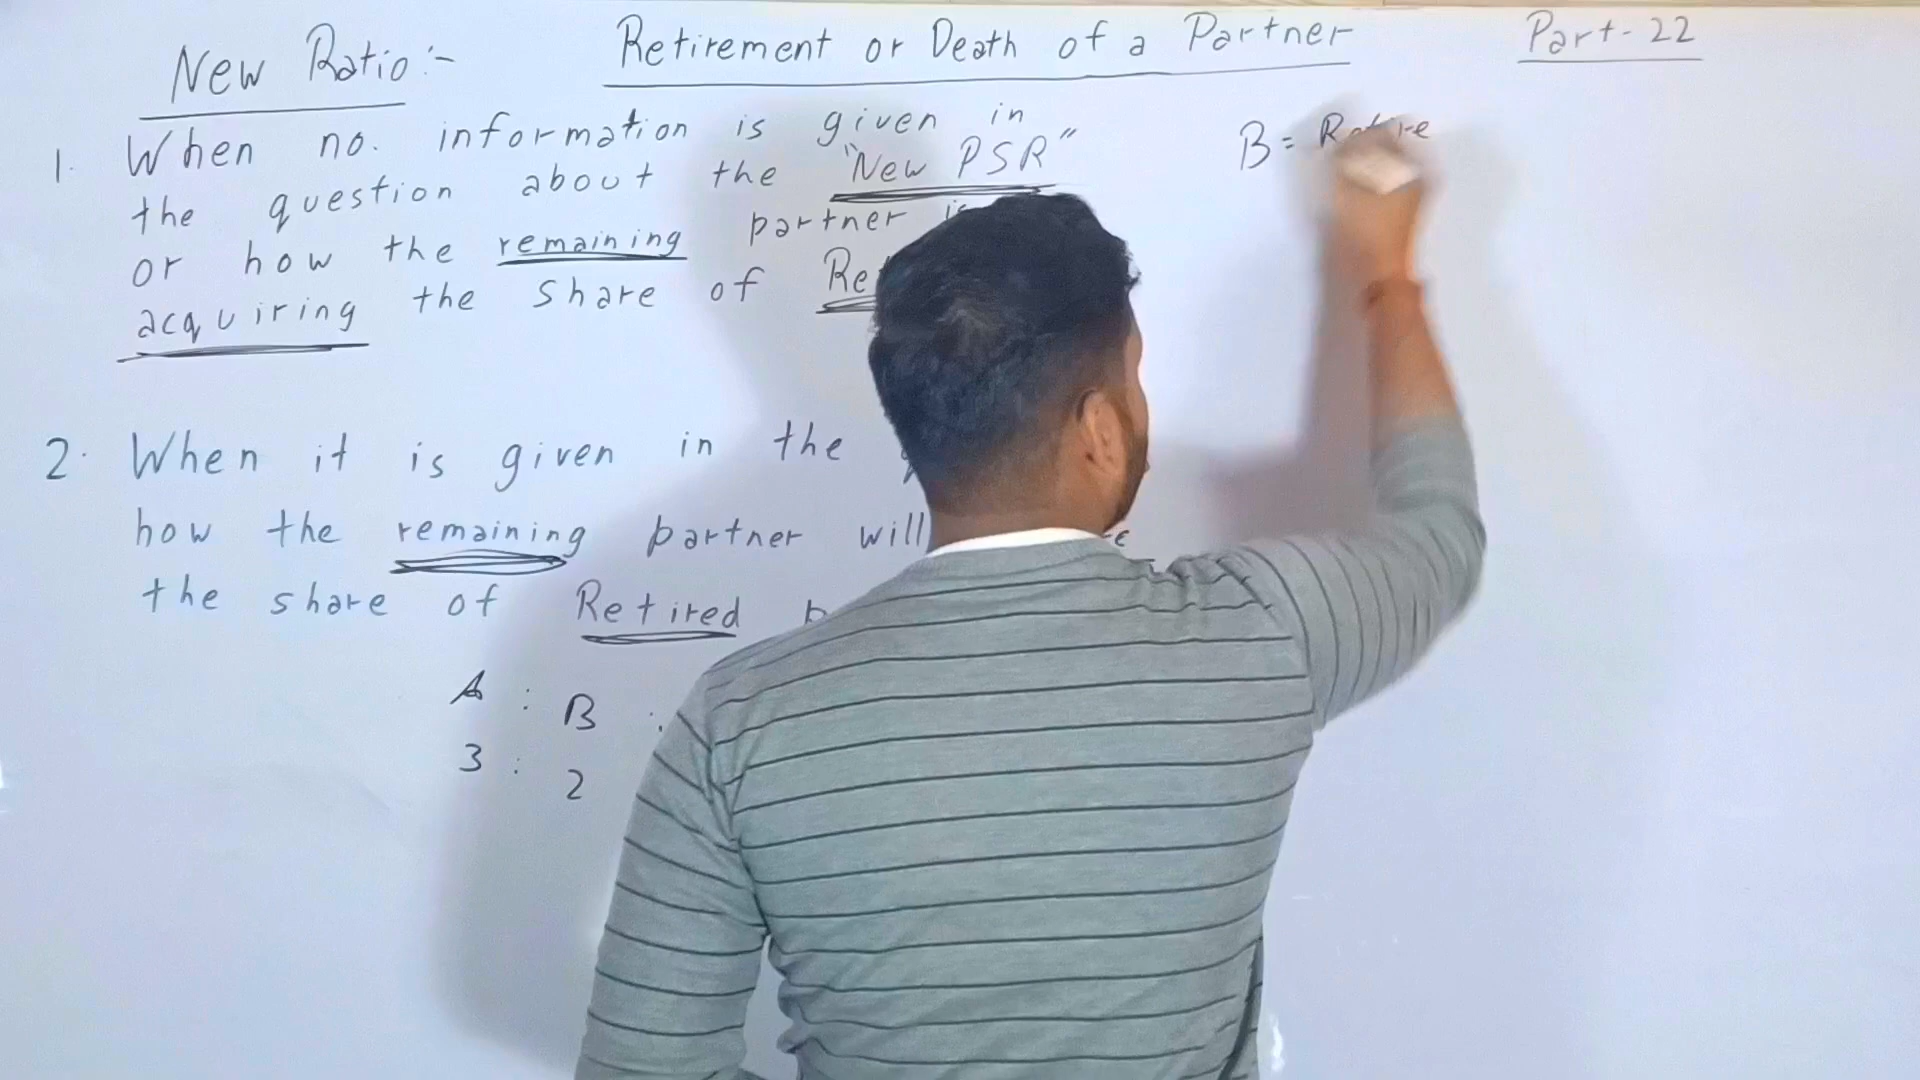 New Ratio :-
Retirement or Death of a Partner
Part-22
1. When no. information is given in
the question about the "New PSR"
or how the remaining partner is
acquiring the share of Re
B = Retire
2. When it is given in the
how the remaining partner will
the share of Retired
A : B :
3 : 2